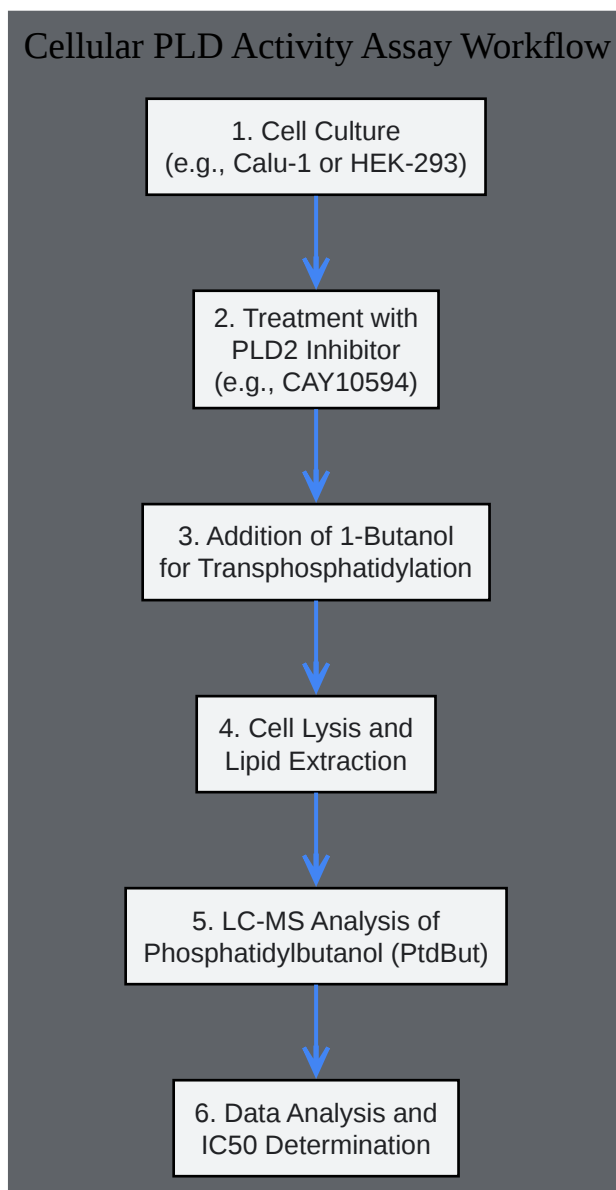 Cellular PLD Activity Assay Workflow
1. Cell Culture
(e.g., Calu-1 or HEK-293)
2. Treatment with
PLD2 Inhibitor
(e.g., CAY10594)
3. Addition of 1-Butanol
for Transphosphatidylation
4. Cell Lysis and
Lipid Extraction
5. LC-MS Analysis of
Phosphatidylbutanol (PtdBut)
6. Data Analysis and
IC50 Determination